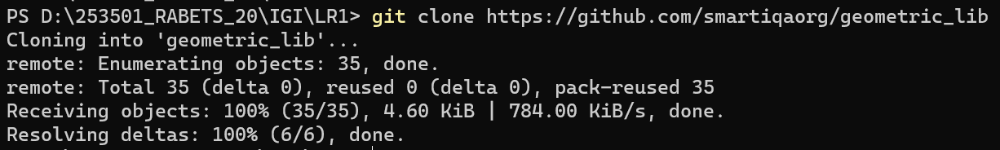 PS D:\253501_RABETS_20\IGI\LR1> git clone https://github.com/smartiqaorg/geometric_lib
Cloning into 'geometric_lib'...
remote: Enumerating objects: 35, done.
remote: Total 35 (delta 0), reused 0 (delta 0), pack-reused 35
Receiving objects: 100% (35/35), 4.60 KiB | 784.00 KiB/s, done.
Resolving deltas: 100% (6/6), done.